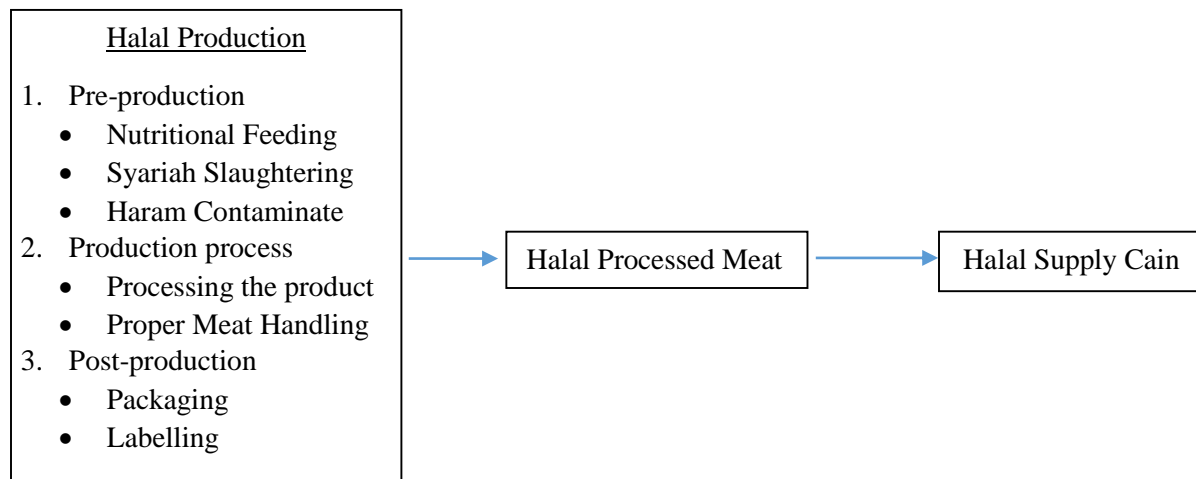 Halal Production
1. Pre-production
• Nutritional Feeding
• Syariah Slaughtering
• Haram Contaminate
2. Production process
• Processing the product
• Proper Meat Handling
3. Post-production
• Packaging
• Labelling
Halal Processed Meat
Halal Supply Cain